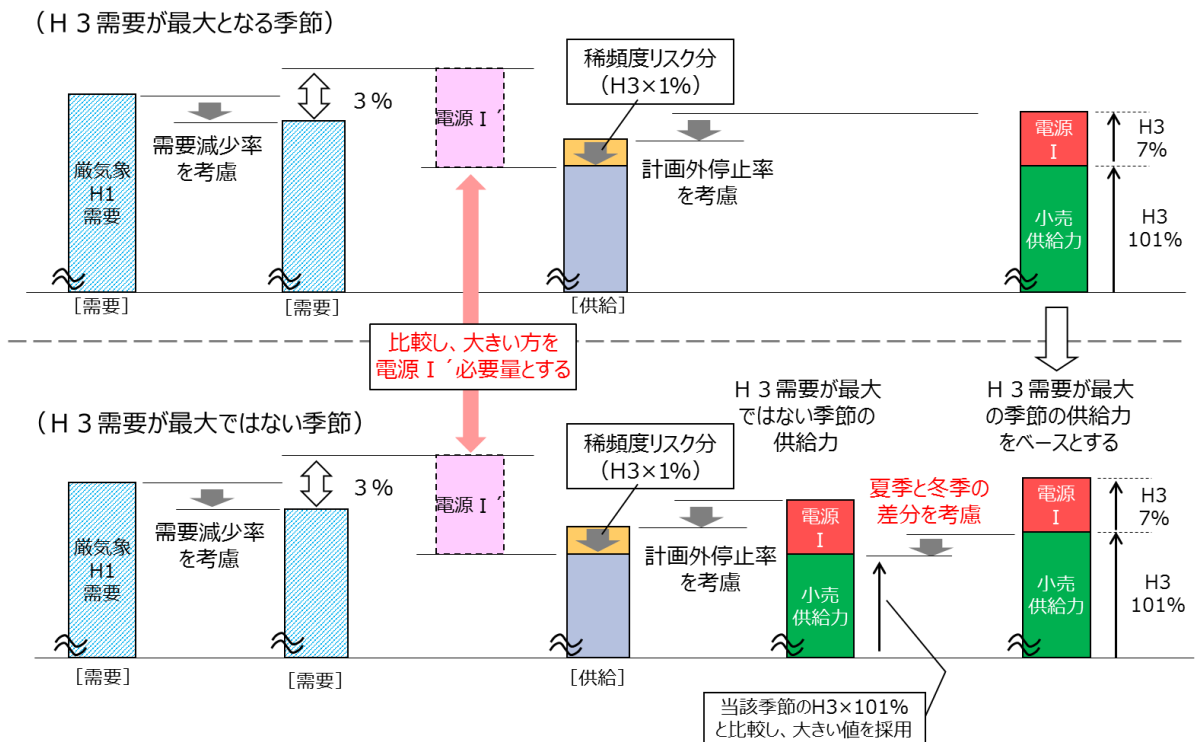 （H３需要が最大となる季節）
厳気象
H1
需要
需要減少率
を考慮
３％
電源Ｉ´
稀頻度リスク分
（H3×1%）
計画外停止率
を考慮
電源
Ｉ
小売
供給力
H3
7%
H3
101%
［需要］
［需要］
［供給］
比較し、大きい方を
電源Ｉ´必要量とする
H３需要が最大
ではない季節の
供給力
H３需要が最大
の季節の供給力
をベースとする
（H３需要が最大ではない季節）
厳気象
H1
需要
需要減少率
を考慮
３％
電源Ｉ´
稀頻度リスク分
（H3×1%）
計画外停止率
を考慮
電源
Ｉ
小売
供給力
夏季と冬季の
差分を考慮
電源
Ｉ
小売
供給力
H3
7%
H3
101%
［需要］
［需要］
［供給］
当該季節のH3×101%
と比較し、大きい値を採用